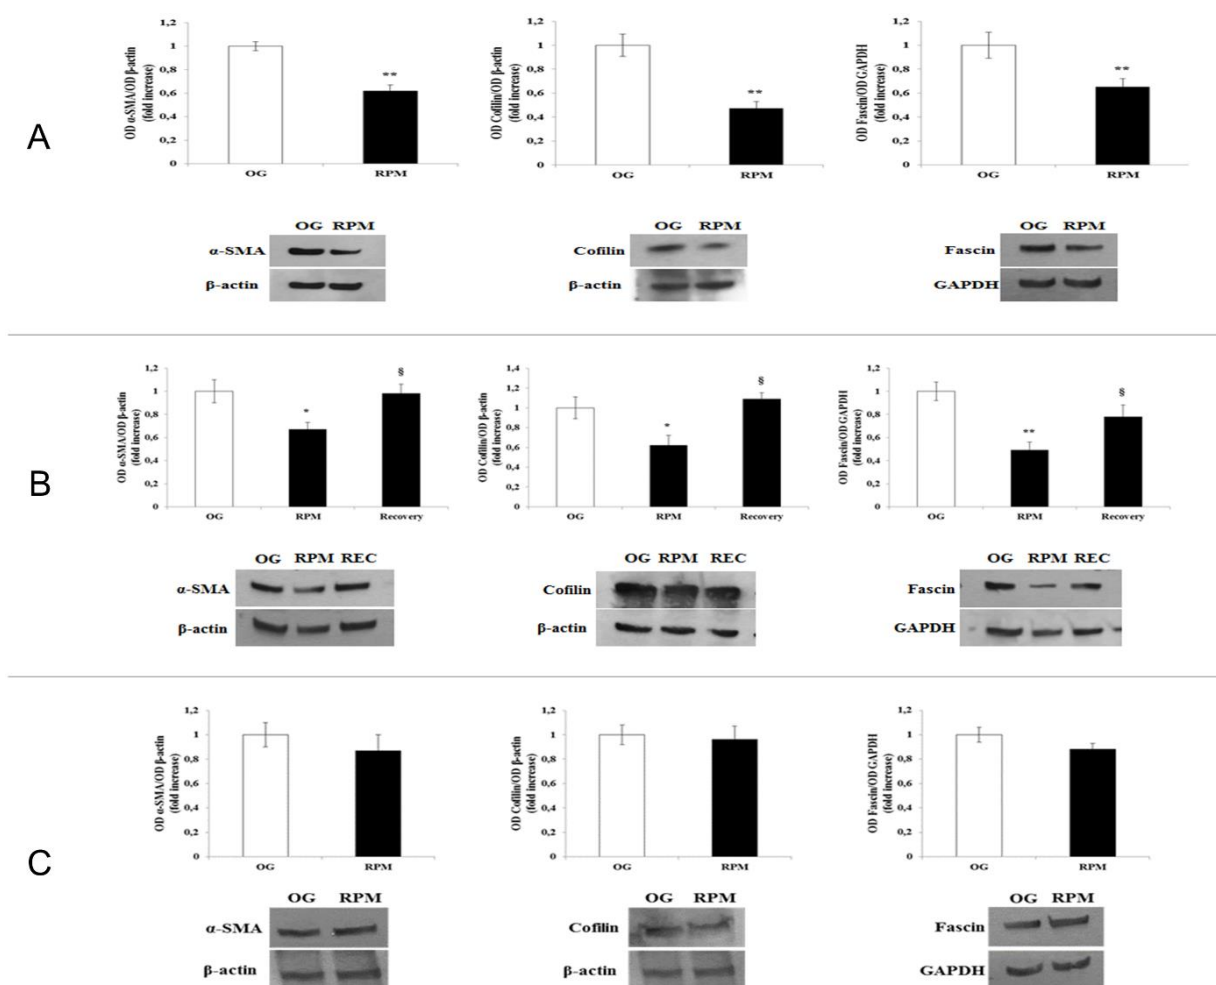 A
OD α-SMA/OD β-actin
(fold increase)
1,2
1
0,8
0,6
0,4
0,2
0
**
OG RPM
OG RPM
α-SMA
β-actin
OD Cofilin/OD β-actin
(fold increase)
1,2
1
0,8
0,6
0,4
0,2
0
**
OG RPM
OG RPM
Cofilin
β-actin
OD Fascin/OD GAPDH
(fold increase)
1,2
1
0,8
0,6
0,4
0,2
0
**
OG RPM
OG RPM
Fascin
GAPDH
B
OD α-SMA/OD β-actin
(fold increase)
1,2
1
0,8
0,6
0,4
0,2
0
*
§
OG RPM Recovery
OG RPM REC
α-SMA
β-actin
OD Cofilin/OD β-actin
(fold increase)
1,4
1,2
1
0,8
0,6
0,4
0,2
0
*
§
OG RPM Recovery
OG RPM REC
Cofilin
β-actin
OD Fascin/OD GAPDH
(fold increase)
1,2
1
0,8
0,6
0,4
0,2
0
**
§
OG RPM Recovery
OG RPM REC
Fascin
GAPDH
C
OD α-SMA/OD β-actin
(fold increase)
1,2
1
0,8
0,6
0,4
0,2
0
OG RPM
OG RPM
α-SMA
β-actin
OD Cofilin/OD β-actin
(fold increase)
1,2
1
0,8
0,6
0,4
0,2
0
OG RPM
OG RPM
Cofilin
β-actin
OD Fascin/OD GAPDH
(fold increase)
1,2
1
0,8
0,6
0,4
0,2
0
OG RPM
OG RPM
Fascin
GAPDH